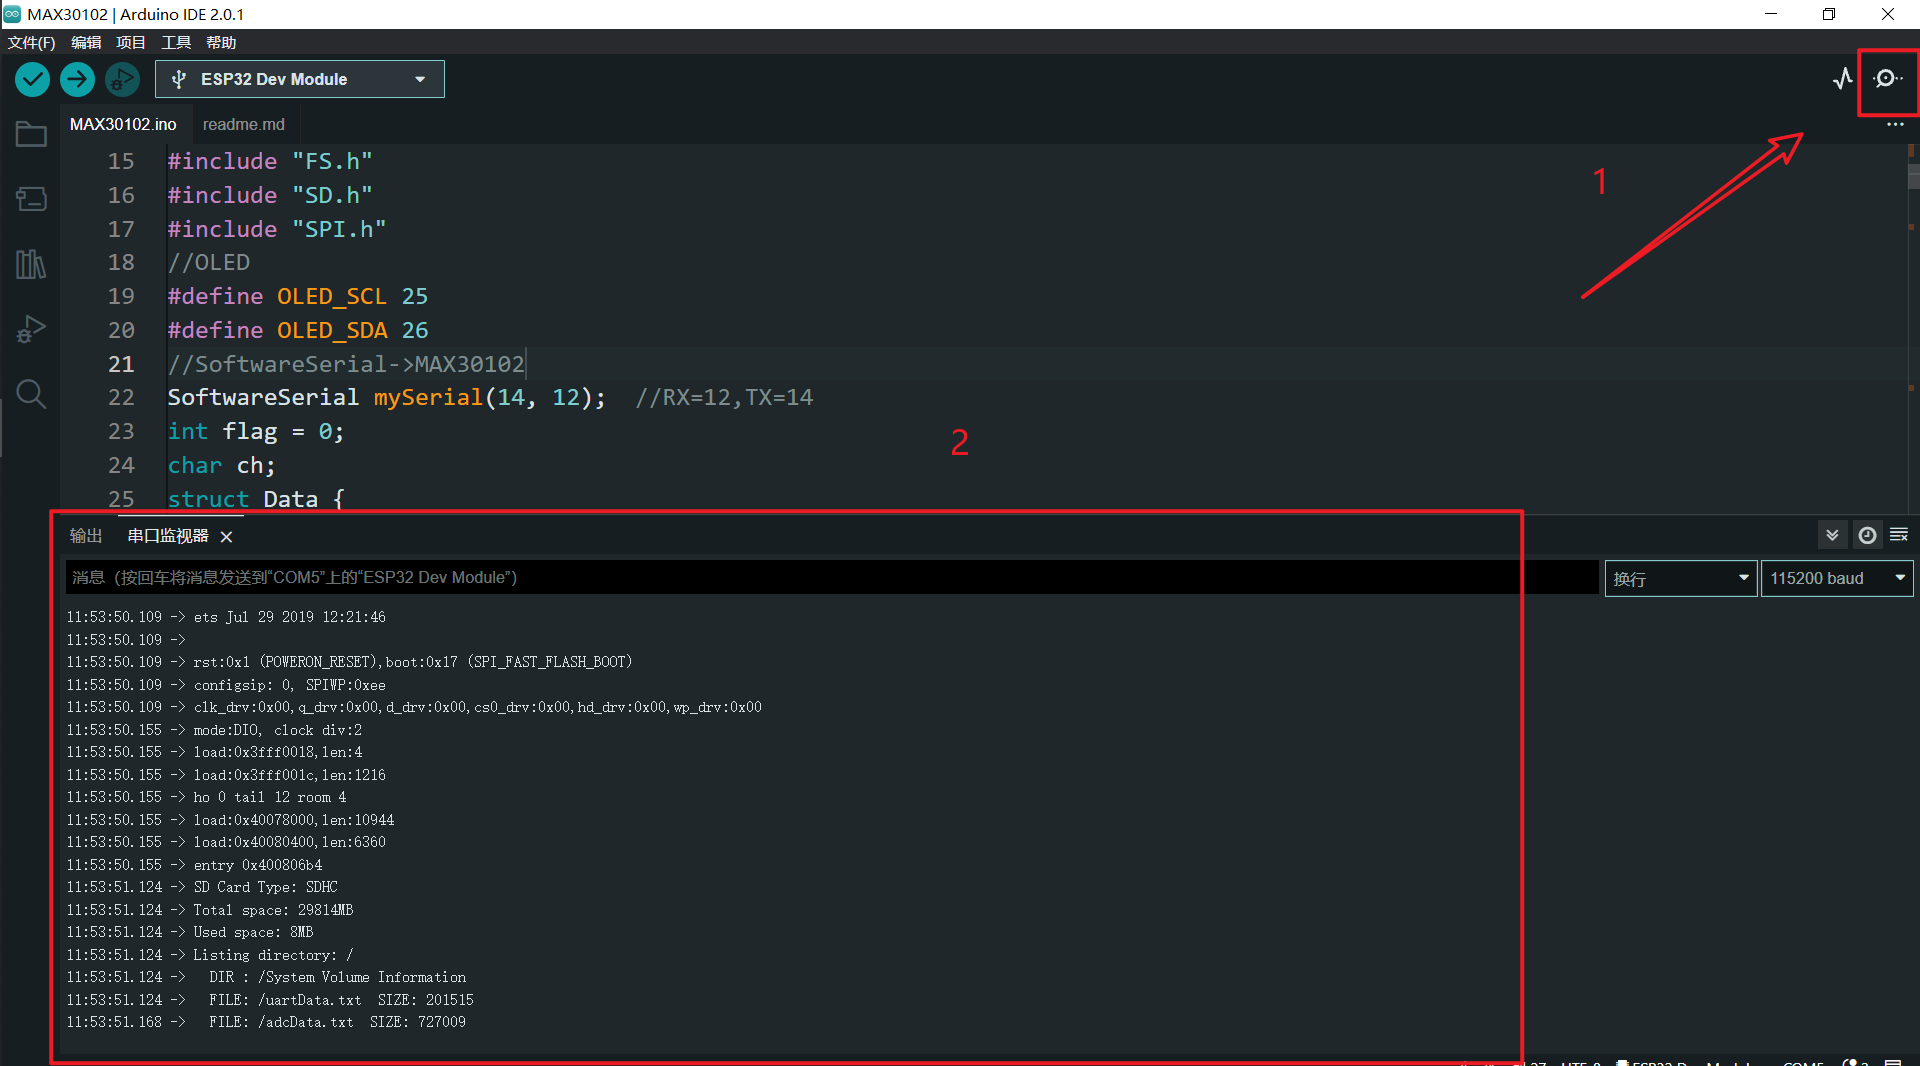 MAX30102 | Arduino IDE 2.0.1
文件(F) 编辑 项目 工具 帮助
ESP32 Dev Module
MAX30102.ino readme.md
1
15 #include "FS.h"
16 #include "SD.h"
17 #include "SPI.h"
18 //OLED
19 #define OLED_SCL 25
20 #define OLED_SDA 26
21 //SoftwareSerial->MAX30102
22 SoftwareSerial mySerial(14, 12);  //RX=12,TX=14
23 int flag = 0;
2
24 char ch;
25 struct Data {
输出 串口监视器
消息（按回车将消息发送到“COM5”上的“ESP32 Dev Module”）
换行 115200 baud
11:53:50.109 -> ets Jul 29 2019 12:21:46
11:53:50.109 ->
11:53:50.109 -> rst:0x1 (POWERON_RESET),boot:0x17 (SPI_FAST_FLASH_BOOT)
11:53:50.109 -> configsip: 0, SPIWP:0xee
11:53:50.109 -> clk_drv:0x00,q_drv:0x00,d_drv:0x00,cs0_drv:0x00,hd_drv:0x00,wp_drv:0x00
11:53:50.155 -> mode:DIO, clock div:2
11:53:50.155 -> load:0x3fff0018,len:4
11:53:50.155 -> load:0x3fff001c,len:1216
11:53:50.155 -> ho 0 tail 12 room 4
11:53:50.155 -> load:0x40078000,len:10944
11:53:50.155 -> load:0x40080400,len:6360
11:53:50.155 -> entry 0x400806b4
11:53:51.124 -> SD Card Type: SDHC
11:53:51.124 -> Total space: 29814MB
11:53:51.124 -> Used space: 8MB
11:53:51.124 -> Listing directory: /
11:53:51.124 ->   DIR : /System Volume Information
11:53:51.124 ->   FILE: /uartData.txt  SIZE: 201515
11:53:51.168 ->   FILE: /adcData.txt  SIZE: 727009